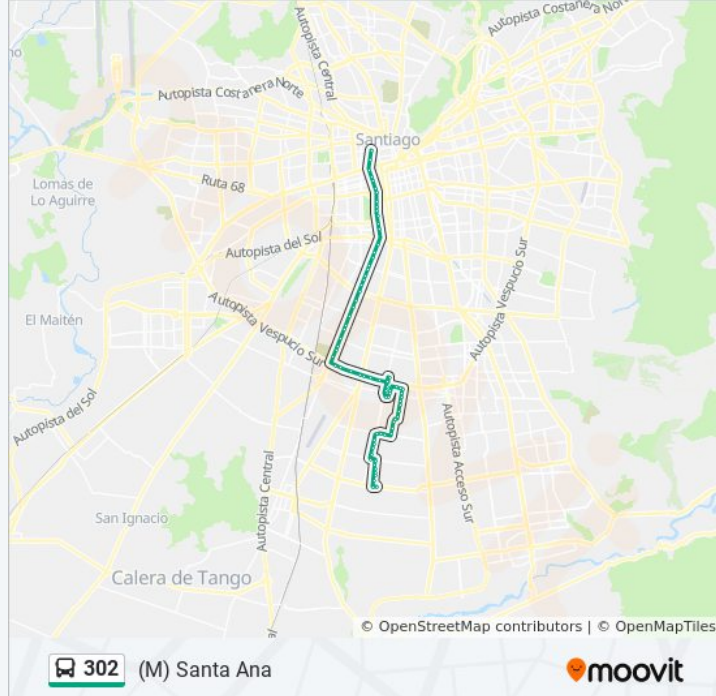 Autopista Costanera Nor
Autopista Central
Autopista Costanera Norte
Santiago
Lomas de
Lo Aguirre
Ruta 68
Autopista del Sol
El Maitén
Autopista Vespucio Sur
Autopista Vespucio Sur
Autopista del Sol
Autopista Acceso Sur
Autopista Central
San Ignacio
Calera de Tango
© OpenStreetMap contributors | © OpenMapTiles
302 (M) Santa Ana
moovit